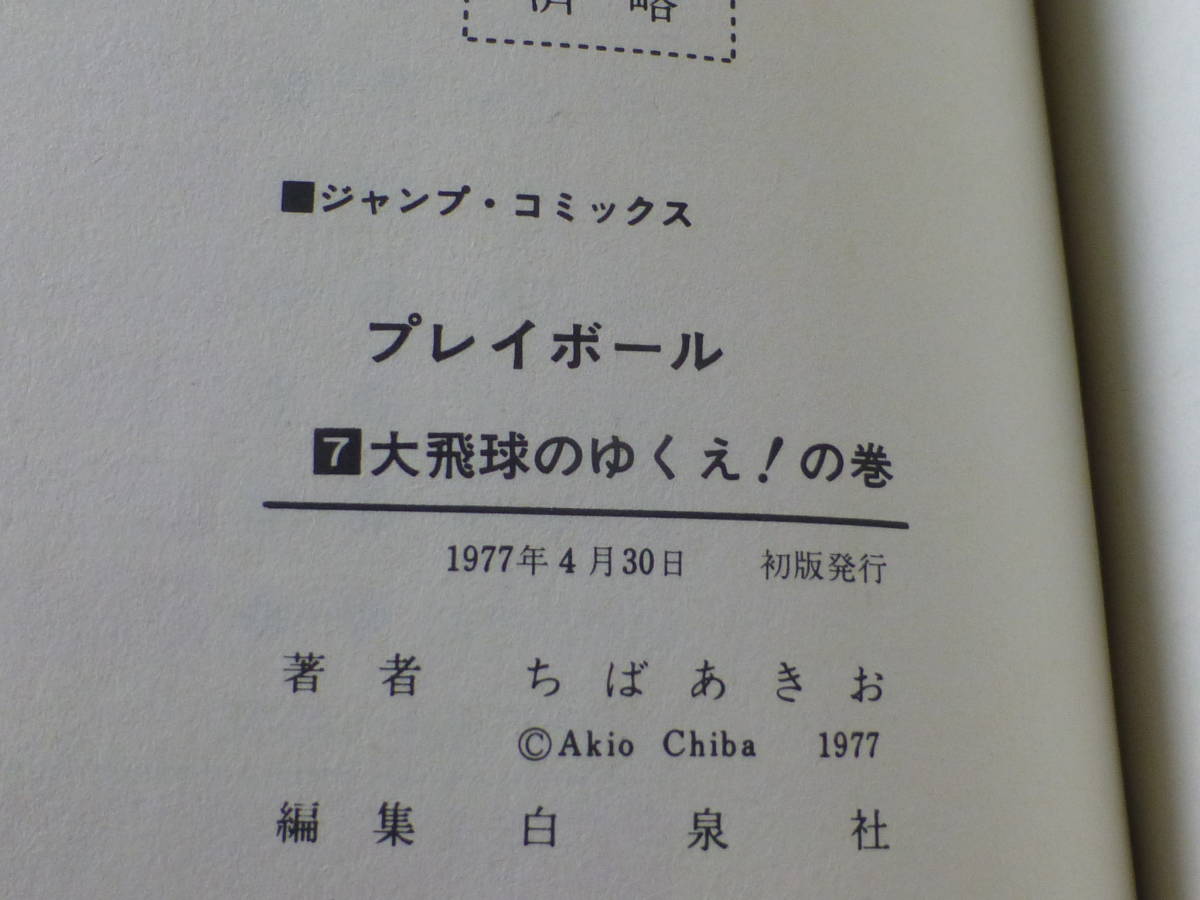 略
■ジャンプ・コミックス
プレイボール
7大飛球のゆくえ!の巻
1977年4月30日 初版発行
著者 ちばあきお
©Akio Chiba 1977
編集 白泉社